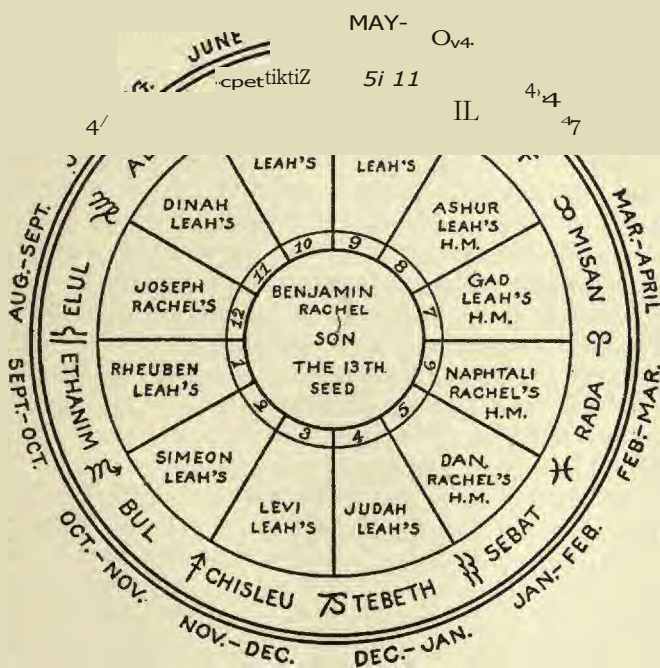 MAY-
JUNE
5i 11
IL
LEAH'S
LEAH'S
DINAH
LEAH'S
ASHUR
LEAH'S
H.M.
JOSEPH
RACHEL'S
GAD
LEAH'S
H.M.
RHEUBEN
LEAH'S
NAPHTALI
RACHEL'S
H.M.
SIMEON
LEAH'S
DAN,
RACHEL'S
H.M.
LEVI
LEAH'S
JUDAH
LEAH'S
BENJAMIN
RACHEL
SON
THE 13TH
SEED
1
2
3
4
5
6
7
8
9
10
11
12
MISAN
RADA
SEBAT
TEBETH
CHISLEU
BUL
ETHANIM
ELUL
MAR.-APRIL
FEB.-MAR.
JAN.-FEB.
DEC.-JAN.
NOV.-DEC.
OCT.-NOV.
SEPT.-OCT.
AUG.-SEPT.